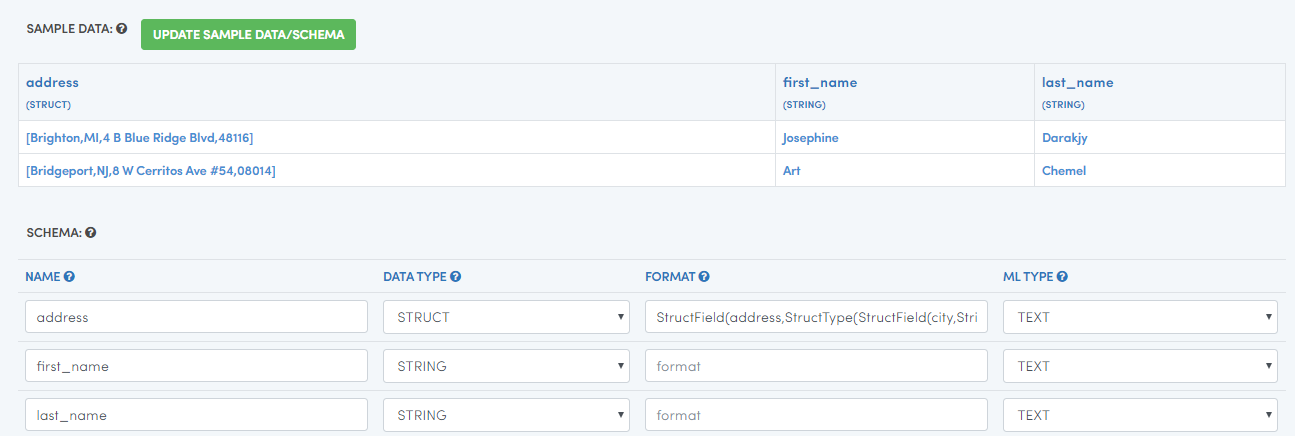 SAMPLE DATA: UPDATE SAMPLE DATA/SCHEMA
address first_name last_name
(STRUCT) (STRING) (STRING)
[Brighton,MI,4 B Blue Ridge Blvd,48116] Josephine Darakjy
[Bridgeport,NJ,8 W Cerritos Ave #54,08014] Art Chemel
SCHEMA:
NAME DATA TYPE FORMAT ML TYPE
address STRUCT StructField(address,StructType(StructField(city,Stri TEXT
first_name STRING format TEXT
last_name STRING format TEXT